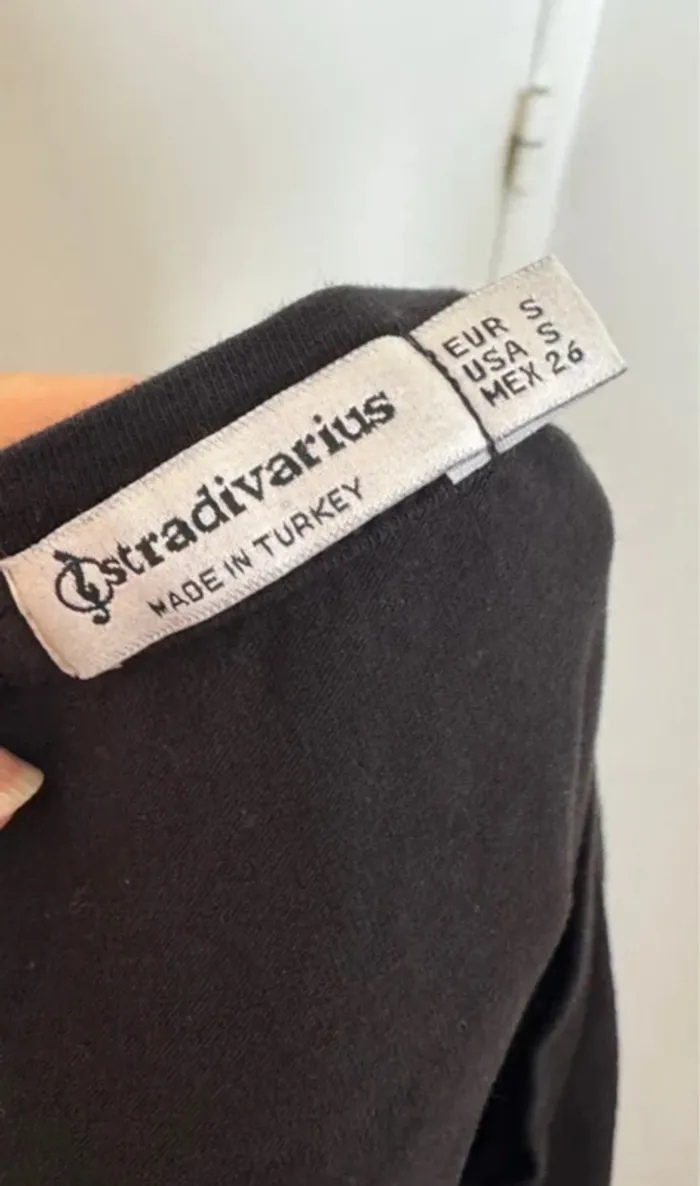 stradivarius
MADE IN TURKEY
EUR S
USA S
MEX 26